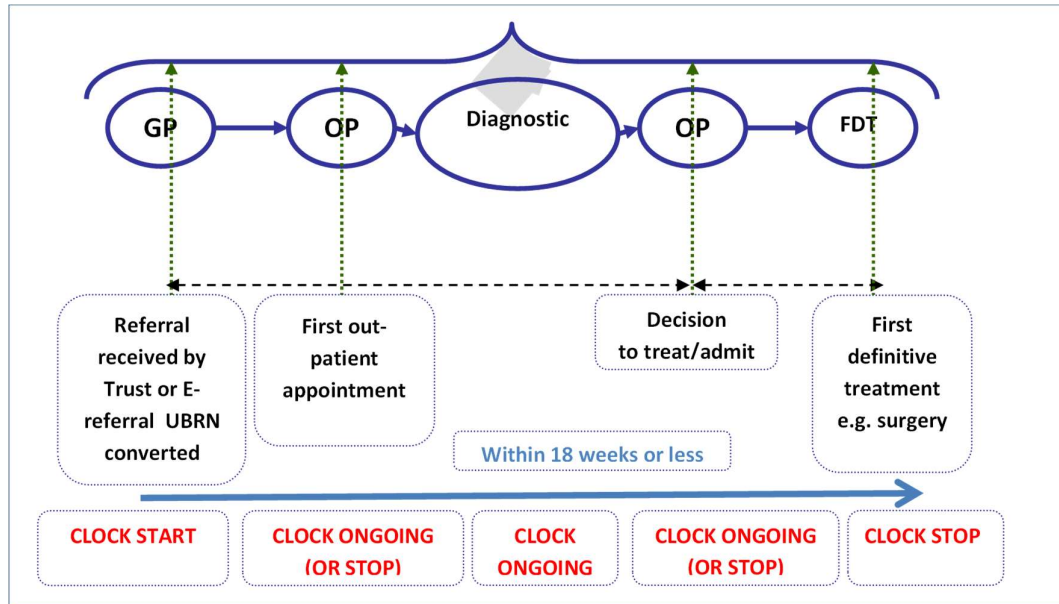 GP
OP
Diagnostic
OP
FDT
Referral
received by
Trust or E-
referral UBRN
converted
First out-
patient
appointment
Decision
to treat/admit
First
definitive
treatment
e.g. surgery
Within 18 weeks or less
CLOCK START
CLOCK ONGOING
(OR STOP)
CLOCK
ONGOING
CLOCK ONGOING
(OR STOP)
CLOCK STOP